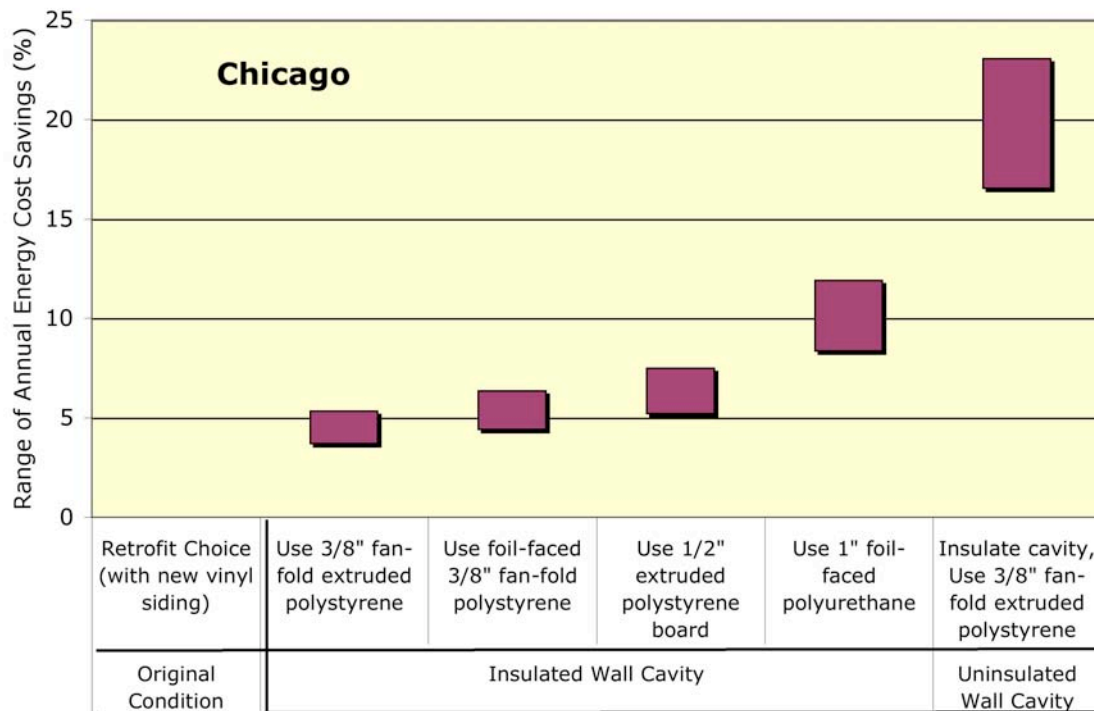 Range of Annual Energy Cost Savings (%)
25
20
15
10
5
0
Chicago
Retrofit Choice
(with new vinyl
siding)
Use 3/8" fan-
fold extruded
polystyrene
Use foil-faced
3/8" fan-fold
polystyrene
Use 1/2"
extruded
polystyrene
board
Use 1" foil-
faced
polyurethane
Insulate cavity,
Use 3/8" fan-
fold extruded
polystyrene
Original
Condition
Insulated Wall Cavity
Uninsulated
Wall Cavity